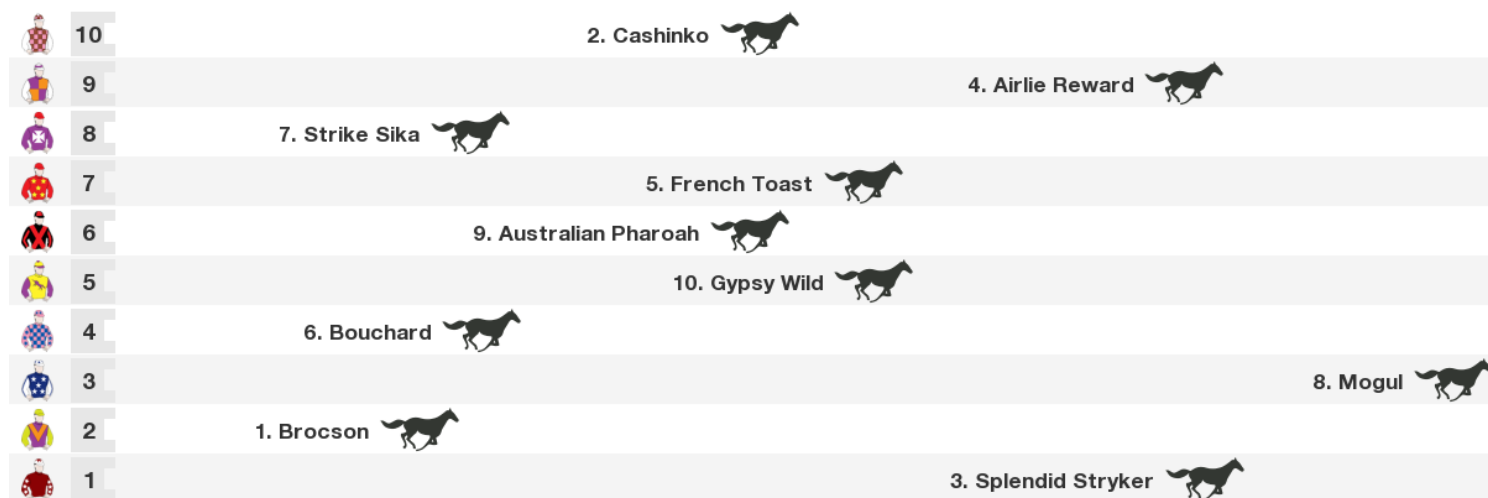 10 2. Cashinko
9 4. Airlie Reward
8 7. Strike Sika
7 5. French Toast
6 9. Australian Pharoah
5 10. Gypsy Wild
4 6. Bouchard
3 8. Mogul
2 1. Brocson
1 3. Splendid Stryker